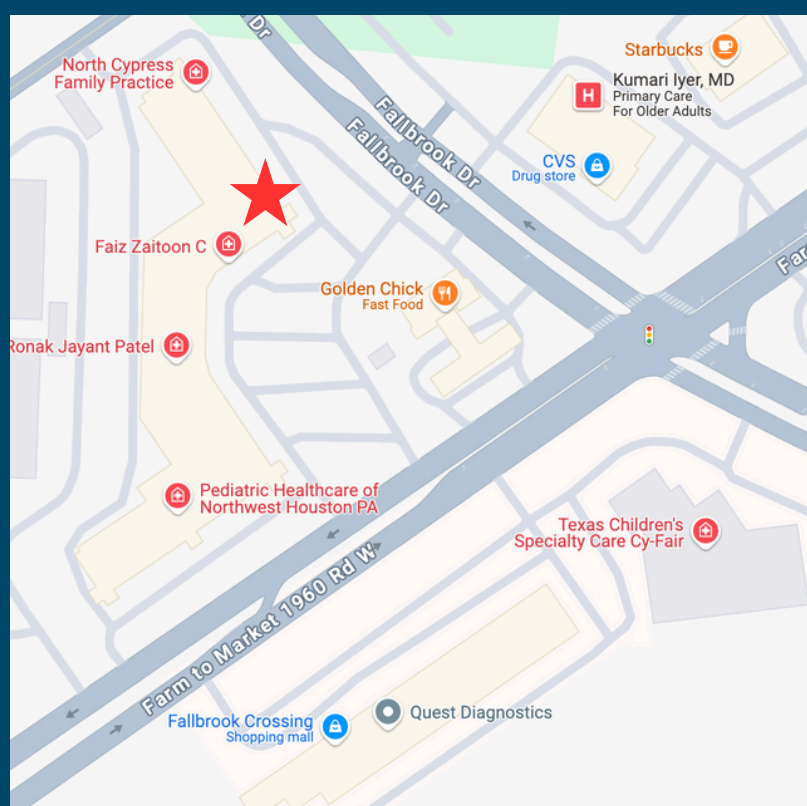 Dr
North Cypress
Family Practice
Starbucks
H
Kumari Iyer, MD
Primary Care
For Older Adults
Fallbrook Dr
Fallbrook Dr
CVS
Drug store
Faiz Zaitoon C
Golden Chick
Fast Food
Far
Ronak Jayant Patel
Pediatric Healthcare of
Northwest Houston PA
Texas Children's
Specialty Care Cy-Fair
Farm to Market 1960 Rd W
Fallbrook Crossing
Shopping mall
Quest Diagnostics